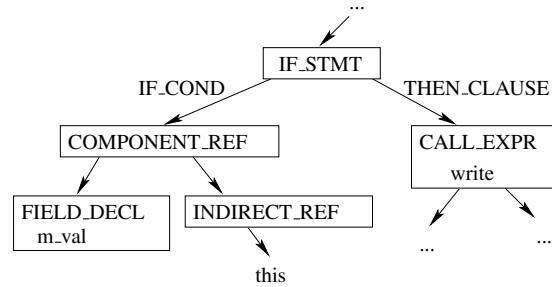 ...
IF_STMT
IF_COND
THEN_CLAUSE
COMPONENT_REF
CALL_EXPR
write
FIELD_DECL
m_val
INDIRECT_REF
...
...
this